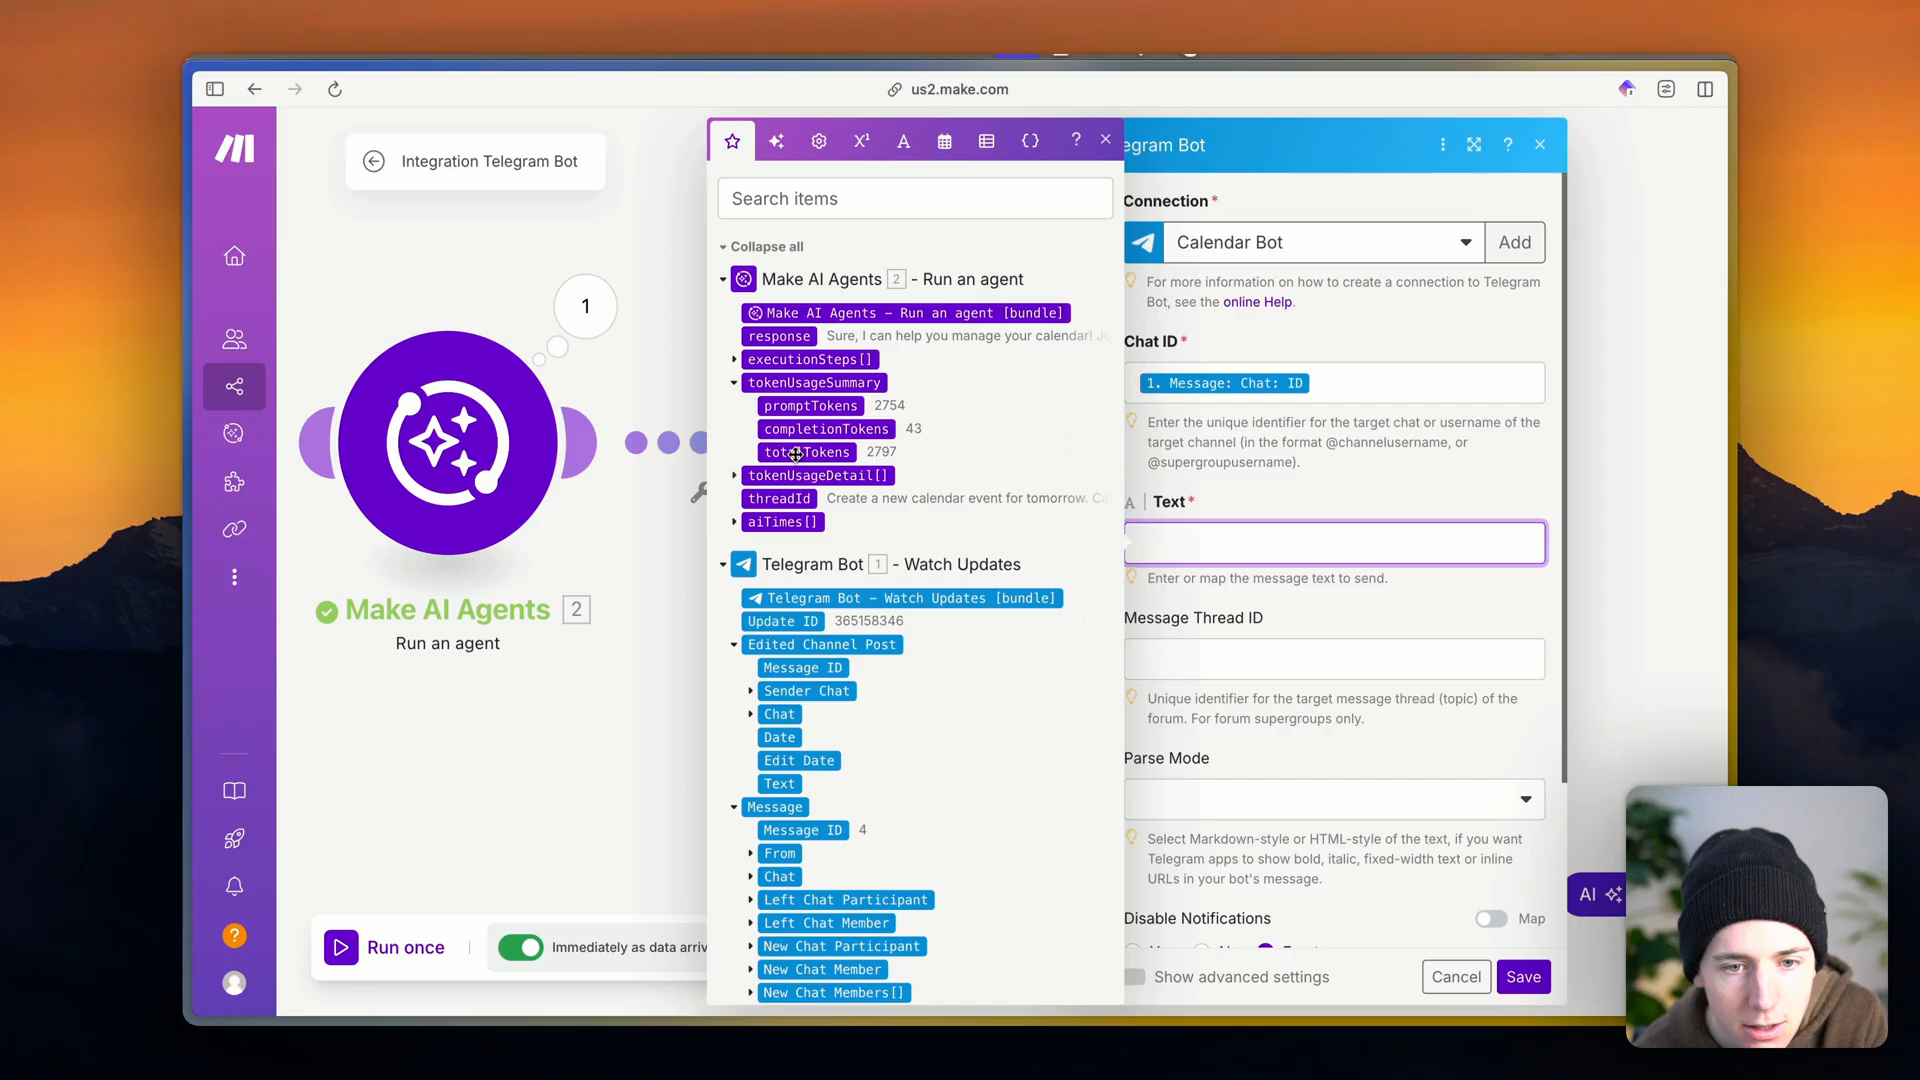 us2.make.com
Integration Telegram Bot
1
Make AI Agents 2
Run an agent
Run once
Immediately as data arriv
Search items
Collapse all
Make AI Agents 2 - Run an agent
Make AI Agents – Run an agent [bundle]
response Sure, I can help you manage your calendar! Ju
executionSteps[]
tokenUsageSummary
promptTokens 2754
completionTokens 43
totalTokens 2797
tokenUsageDetail[]
threadId Create a new calendar event for tomorrow. Ca
aiTimes[]
Telegram Bot 1 - Watch Updates
Telegram Bot – Watch Updates [bundle]
Update ID 365158346
Edited Channel Post
Message ID
Sender Chat
Chat
Date
Edit Date
Text
Message
Message ID 4
From
Chat
Left Chat Participant
Left Chat Member
New Chat Participant
New Chat Member
New Chat Members[]
egram Bot
Connection*
Calendar Bot
Add
For more information on how to create a connection to Telegram
Bot, see the online Help.
Chat ID*
1. Message: Chat: ID
Enter the unique identifier for the target chat or username of the
target channel (in the format @channelusername, or
@supergroupusername).
A Text*
Enter or map the message text to send.
Message Thread ID
Unique identifier for the target message thread (topic) of the
forum. For forum supergroups only.
Parse Mode
Select Markdown-style or HTML-style of the text, if you want
Telegram apps to show bold, italic, fixed-width text or inline
URLs in your bot's message.
Disable Notifications
Map
Show advanced settings
Cancel
Save
AI